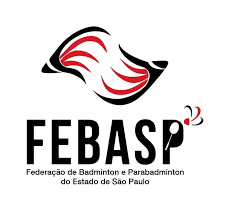 FEBASP
Federação de Badminton e Parabadminton
do Estado de São Paulo